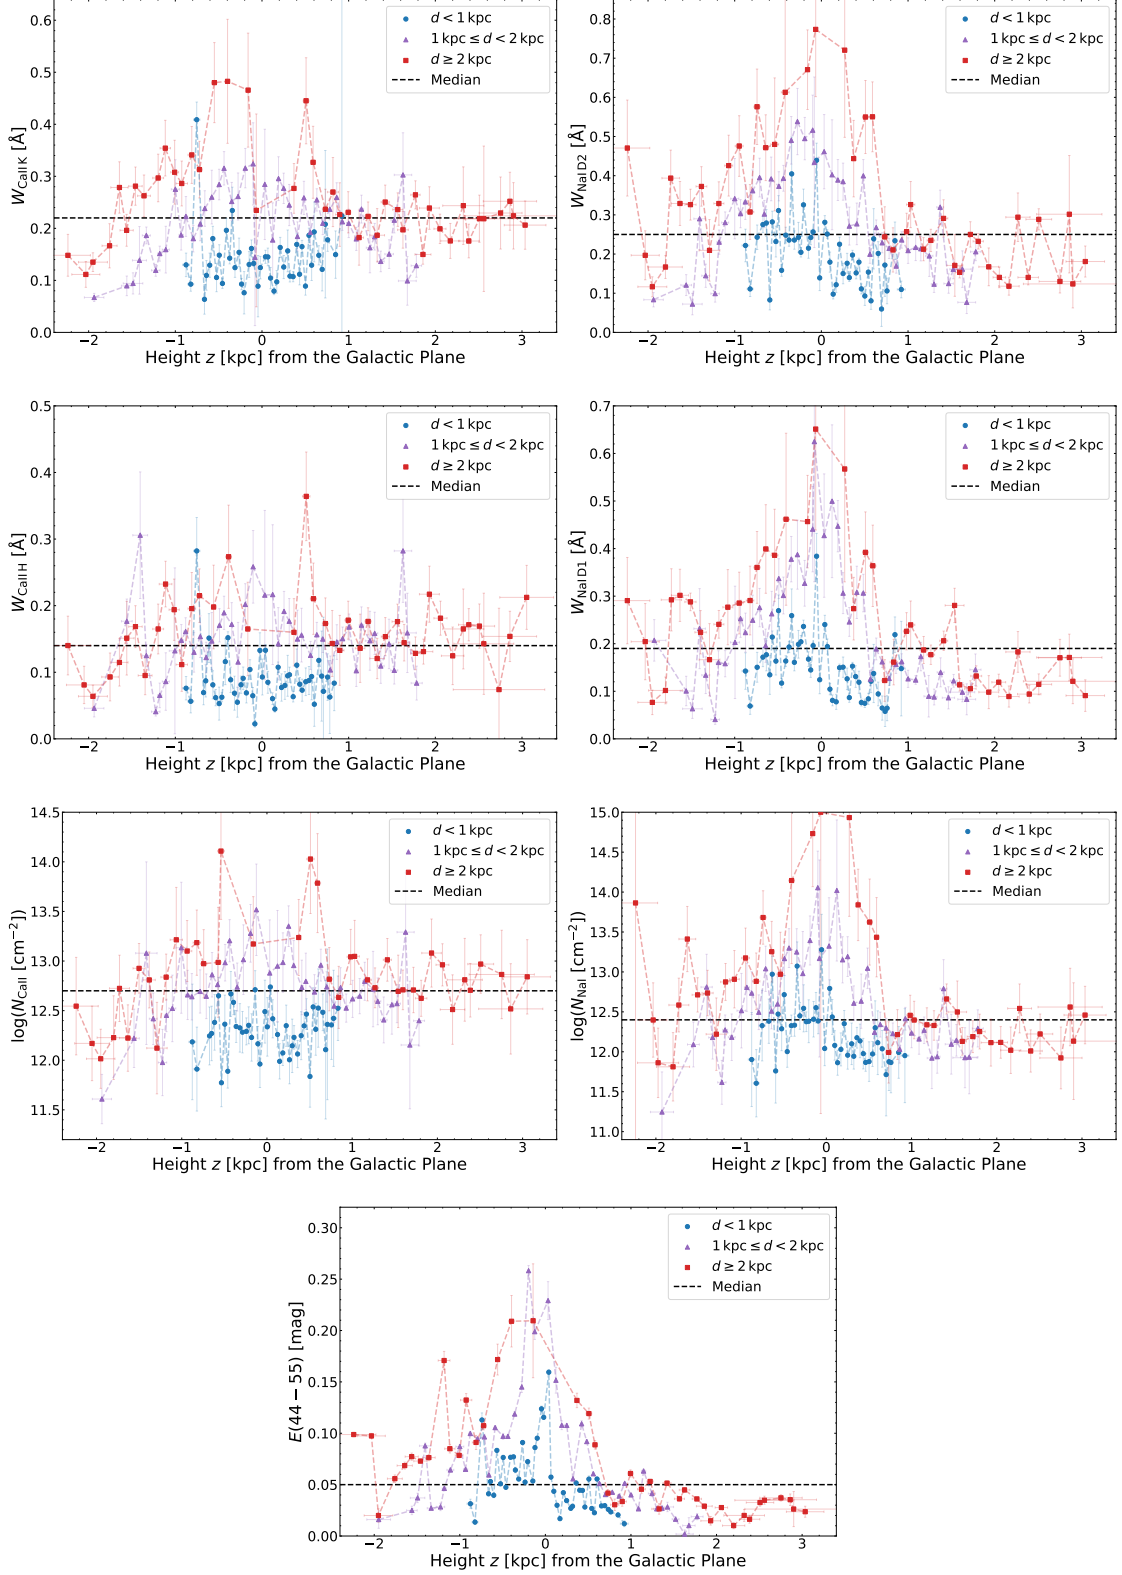 0.6
0.5
0.4
0.3
0.2
0.1
0.0
W_CaII K [Å]
d < 1 kpc
1 kpc ≤ d < 2 kpc
d ≥ 2 kpc
Median
−2 −1 0 1 2 3
Height z [kpc] from the Galactic Plane
0.8
0.7
0.6
0.5
0.4
0.3
0.2
0.1
0.0
W_NaI D2 [Å]
d < 1 kpc
1 kpc ≤ d < 2 kpc
d ≥ 2 kpc
Median
−2 −1 0 1 2 3
Height z [kpc] from the Galactic Plane
0.5
0.4
0.3
0.2
0.1
0.0
W_CaII H [Å]
d < 1 kpc
1 kpc ≤ d < 2 kpc
d ≥ 2 kpc
Median
−2 −1 0 1 2 3
Height z [kpc] from the Galactic Plane
0.7
0.6
0.5
0.4
0.3
0.2
0.1
0.0
W_NaI D1 [Å]
d < 1 kpc
1 kpc ≤ d < 2 kpc
d ≥ 2 kpc
Median
−2 −1 0 1 2 3
Height z [kpc] from the Galactic Plane
14.5
14.0
13.5
13.0
12.5
12.0
11.5
log(N_CaII [cm⁻²])
d < 1 kpc
1 kpc ≤ d < 2 kpc
d ≥ 2 kpc
Median
−2 −1 0 1 2 3
Height z [kpc] from the Galactic Plane
15.0
14.5
14.0
13.5
13.0
12.5
12.0
11.5
11.0
log(N_NaI [cm⁻²])
d < 1 kpc
1 kpc ≤ d < 2 kpc
d ≥ 2 kpc
Median
−2 −1 0 1 2 3
Height z [kpc] from the Galactic Plane
0.30
0.25
0.20
0.15
0.10
0.05
0.00
E(44 − 55) [mag]
d < 1 kpc
1 kpc ≤ d < 2 kpc
d ≥ 2 kpc
Median
−2 −1 0 1 2 3
Height z [kpc] from the Galactic Plane